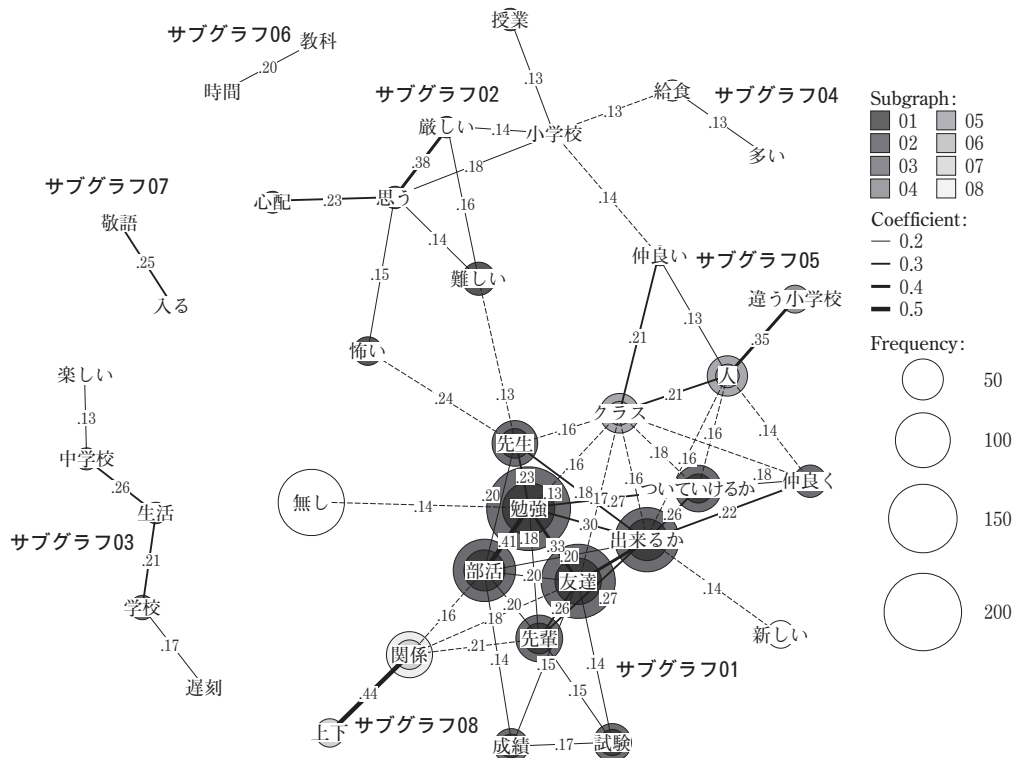 授業
サブグラフ06
教科
.20
時間
.13
サブグラフ02
給食
サブグラフ04
厳しい
.14
小学校
.13
.13
多い
.38
.18
サブグラフ07
心配
.23
思う
.16
.14
敬語
.14
.25
入る
.15
難しい
仲良い
サブグラフ05
違う小学校
.13
.21
.35
怖い
楽しい
.13
.24
.13
人
.21
クラス
.16
.16
.14
先生
.16
.18
中学校
.26
.23
.16
.16
.18
仲良く
ついていけるか
.20
.13
.18
.17
.27
無し
.14
勉強
.26
.22
生活
サブグラフ03
.30
出来るか
.41
.18
.33
.20
.21
部活
.20
友達
.14
学校
.27
.20
.26
.16
.18
新しい
先輩
.17
関係
.21
.14
.15
.14
サブグラフ01
遅刻
.15
.44
上下
サブグラフ08
成績
.17
試験
Subgraph:
01 05
02 06
03 07
04 08
Coefficient:
0.2
0.3
0.4
0.5
Frequency:
50
100
150
200